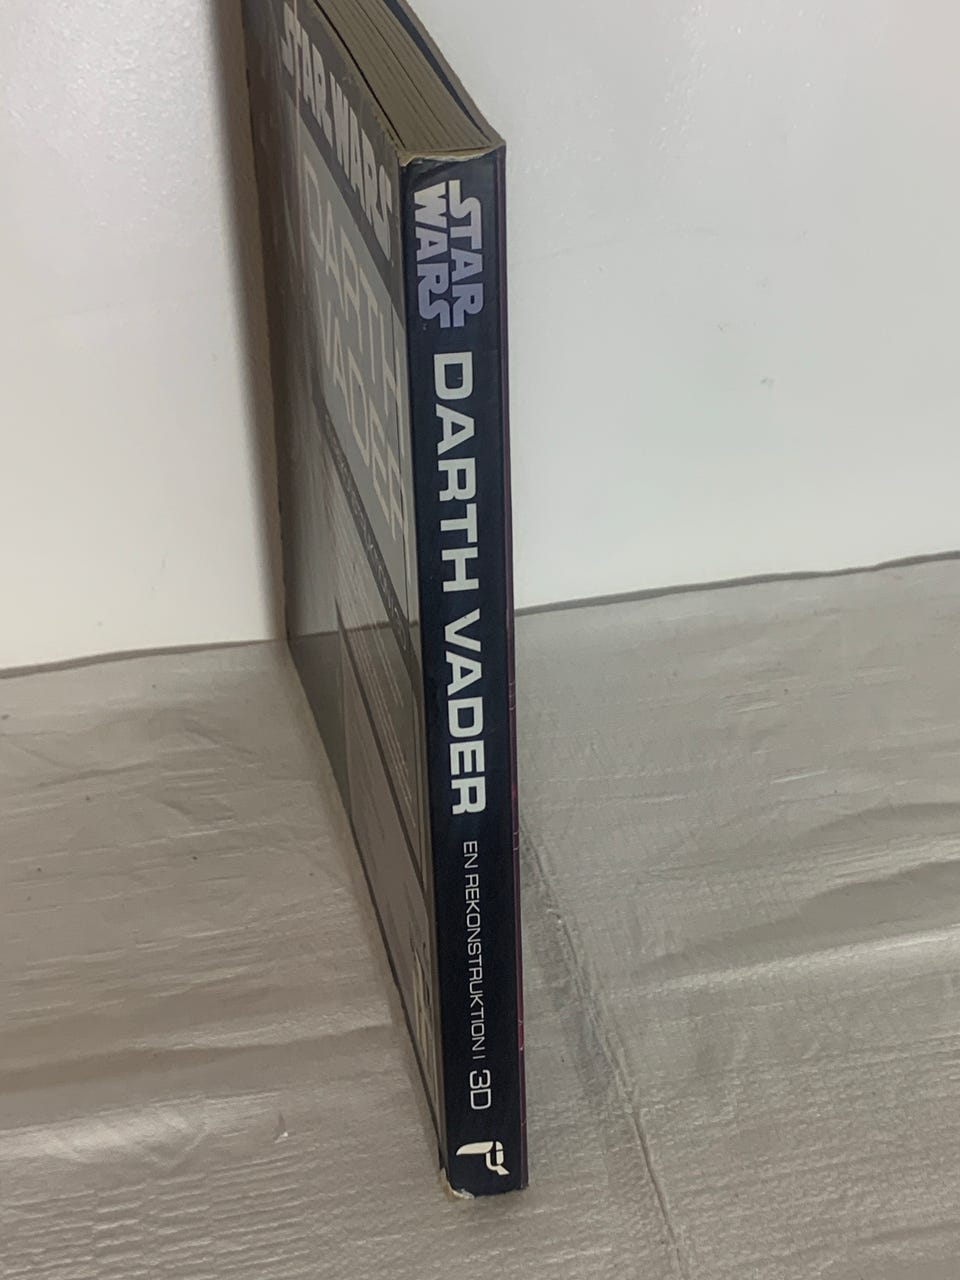 STAR WARS
DARTH
VADER
STAR
WARS
DARTH VADER
EN REKONSTRUKTION I 3D